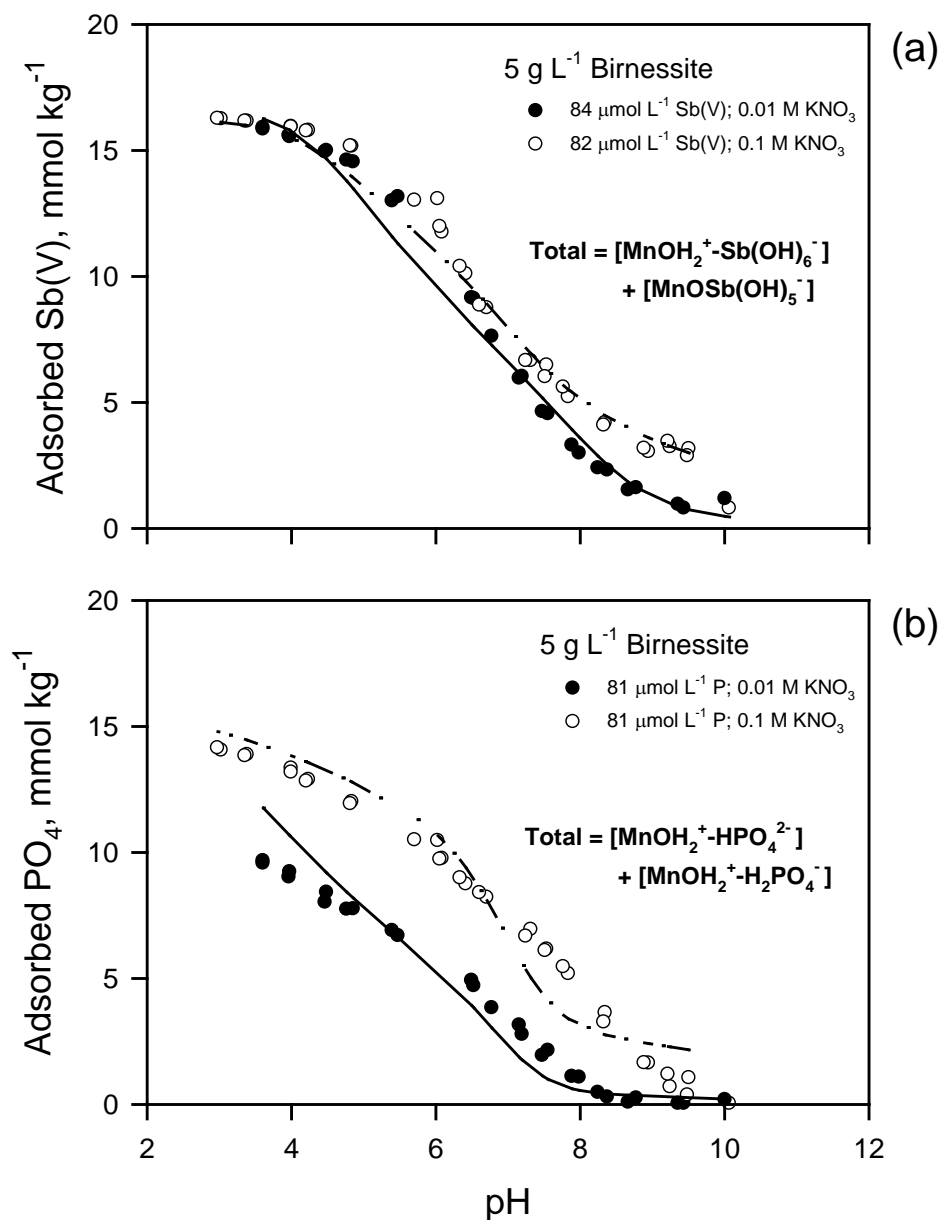 (a)
20
15
10
5
0
Adsorbed Sb(V), mmol kg⁻¹
5 g L⁻¹ Birnessite
84 μmol L⁻¹ Sb(V); 0.01 M KNO₃
82 μmol L⁻¹ Sb(V); 0.1 M KNO₃
Total = [MnOH₂⁺-Sb(OH)₆⁻]
+ [MnOSb(OH)₅⁻]
(b)
20
15
10
5
0
Adsorbed PO₄, mmol kg⁻¹
5 g L⁻¹ Birnessite
81 μmol L⁻¹ P; 0.01 M KNO₃
81 μmol L⁻¹ P; 0.1 M KNO₃
Total = [MnOH₂⁺-HPO₄²⁻]
+ [MnOH₂⁺-H₂PO₄⁻]
2 4 6 8 10 12
pH